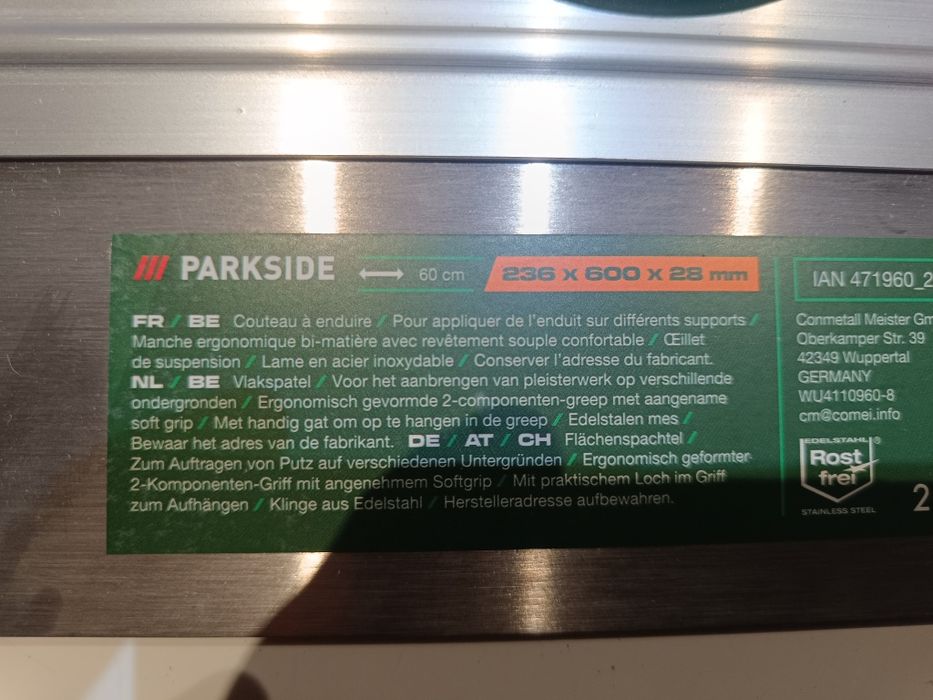 PARKSIDE 60 cm 236 x 600 x 28 mm
FR / BE Couteau à enduire / Pour appliquer de l'enduit sur différents supports /
Manche ergonomique bi-matière avec revêtement souple confortable / Œillet
de suspension / Lame en acier inoxydable / Conserver l'adresse du fabricant.
NL / BE Vlakspatel / Voor het aanbrengen van pleisterwerk op verschillende
ondergronden / Ergonomisch gevormde 2-componenten-greep met aangename
soft grip / Met handig gat om op te hangen in de greep / Edelstalen mes /
Bewaar het adres van de fabrikant. DE / AT / CH Flächenspachtel /
Zum Auftragen von Putz auf verschiedenen Untergründen / Ergonomisch geformter
2-Komponenten-Griff mit angenehmem Softgrip / Mit praktischem Loch im Griff
zum Aufhängen / Klinge aus Edelstahl / Herstelleradresse aufbewahren.
IAN 471960_2
Conmetall Meister Gm
Oberkamper Str. 39
42349 Wuppertal
GERMANY
WU4110960-8
cm@comei.info
EDELSTAHL ®
Rost
frei
STAINLESS STEEL
2